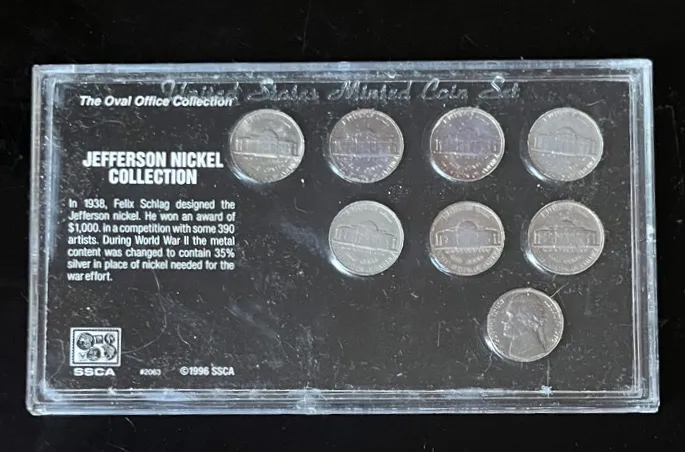 United States Minted Coin Set
The Oval Office Collection
JEFFERSON NICKEL
COLLECTION
In 1938, Felix Schlag designed the
Jefferson nickel. He won an award of
$1,000. in a competition with some 390
artists. During World War II the metal
content was changed to contain 35%
silver in place of nickel needed for the
war effort.
SSCA #2063 ©1996 SSCA